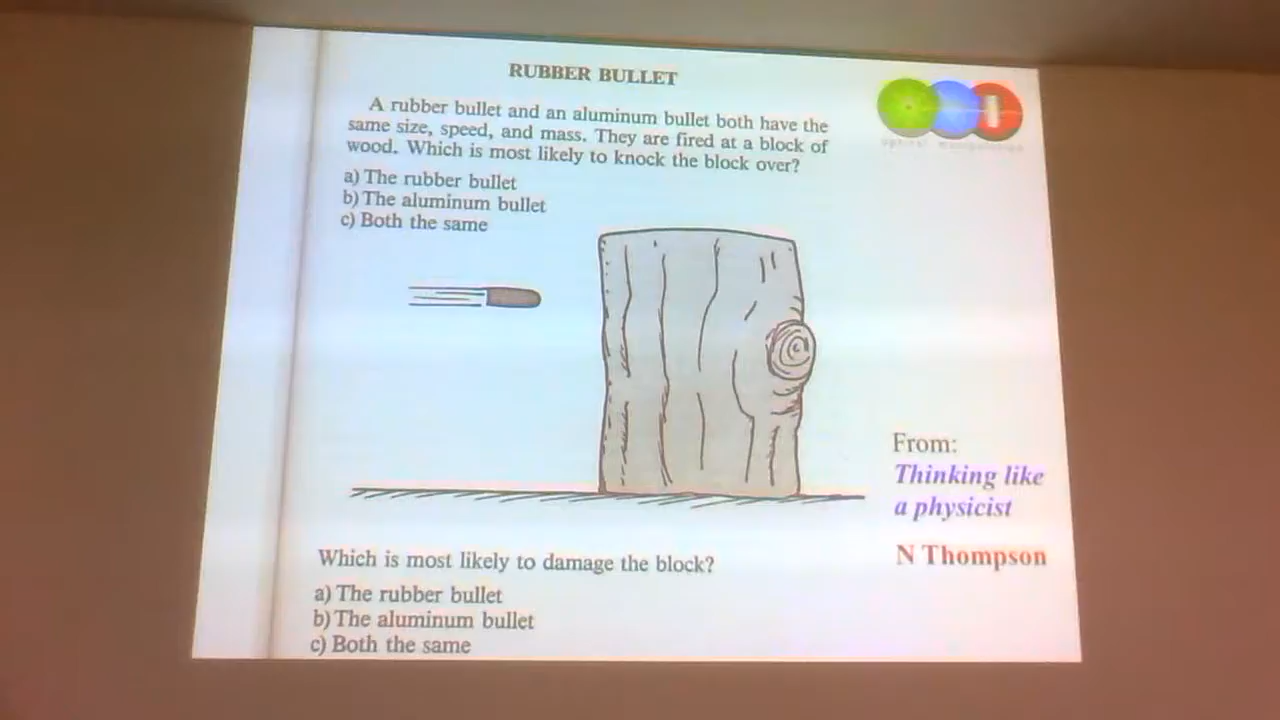 RUBBER BULLET
A rubber bullet and an aluminum bullet both have the
same size, speed, and mass. They are fired at a block of
wood. Which is most likely to knock the block over?
a) The rubber bullet
b) The aluminum bullet
c) Both the same
From:
Thinking like
a physicist
N Thompson
Which is most likely to damage the block?
a) The rubber bullet
b) The aluminum bullet
c) Both the same